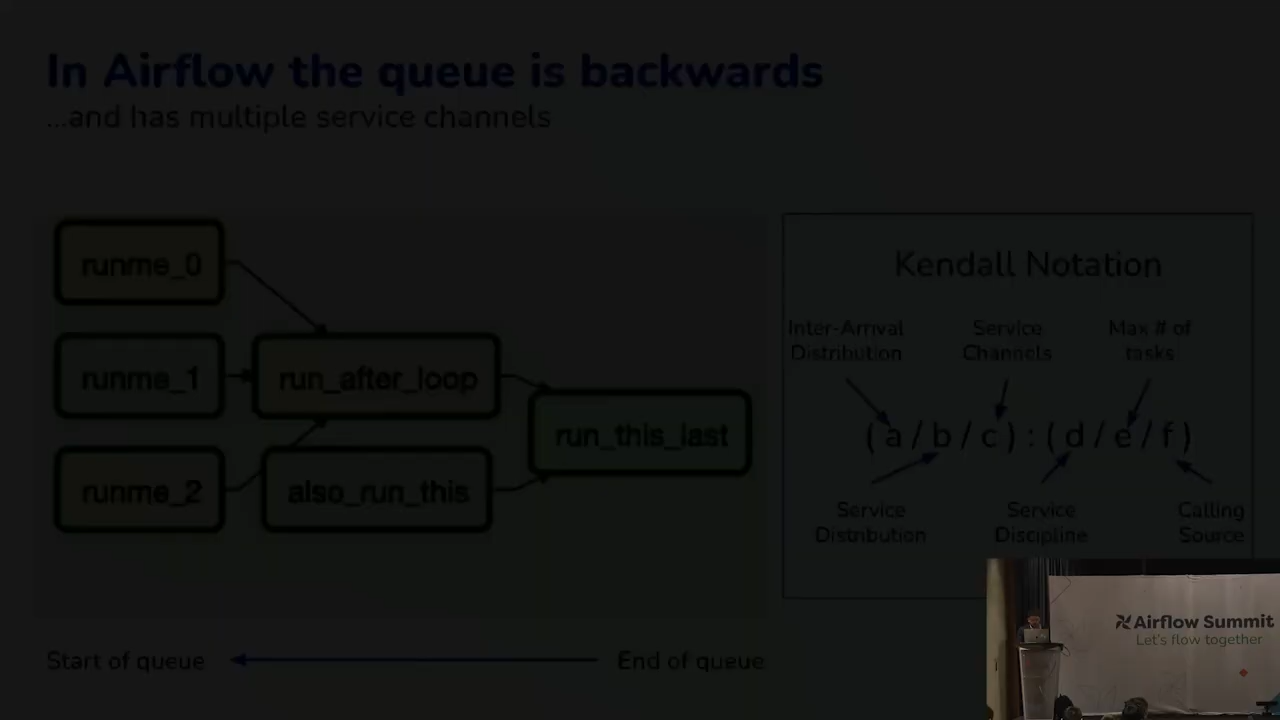 In Airflow the queue is backwards
...and has multiple service channels
runme_0
runme_1
runme_2
run_after_loop
also_run_this
run_this_last
Start of queue
End of queue
Kendall Notation
Inter-Arrival
Distribution
Service
Channels
Max # of
tasks
( a / b / c ) : ( d / e / f )
Service
Distribution
Service
Discipline
Calling
Source
Airflow Summit
Let's flow together